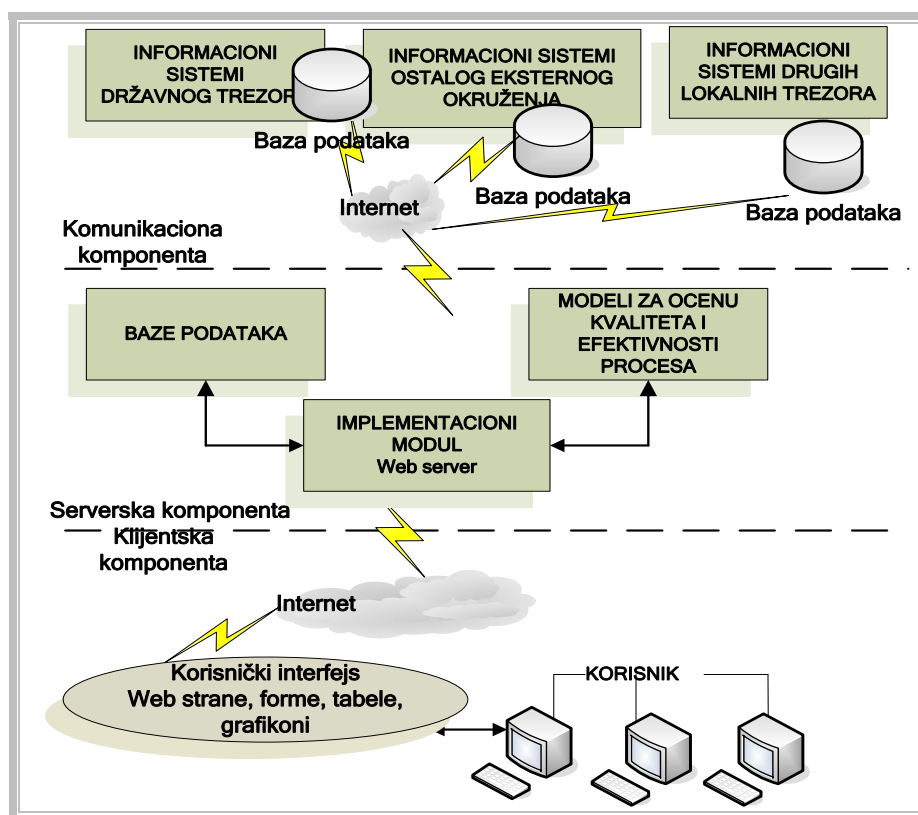 INFORMACIONI
SISTEMI
DRŽAVNOG TREZOR
INFORMACIONI SISTEMI
OSTALOG EKSTERNOG
OKRUŽENJA
INFORMACIONI
SISTEMI DRUGIH
LOKALNIH TREZORA
Baza podataka
Baza podataka
Baza podataka
Internet
Komunikaciona
komponenta
BAZE PODATAKA
MODELI ZA OCENU
KVALITETA I
EFEKTIVNOSTI
PROCESA
IMPLEMENTACIONI
MODUL
Web server
Serverska komponenta
Klijentska
komponenta
Internet
Korisnički interfejs
Web strane, forme, tabele,
grafikoni
KORISNIK